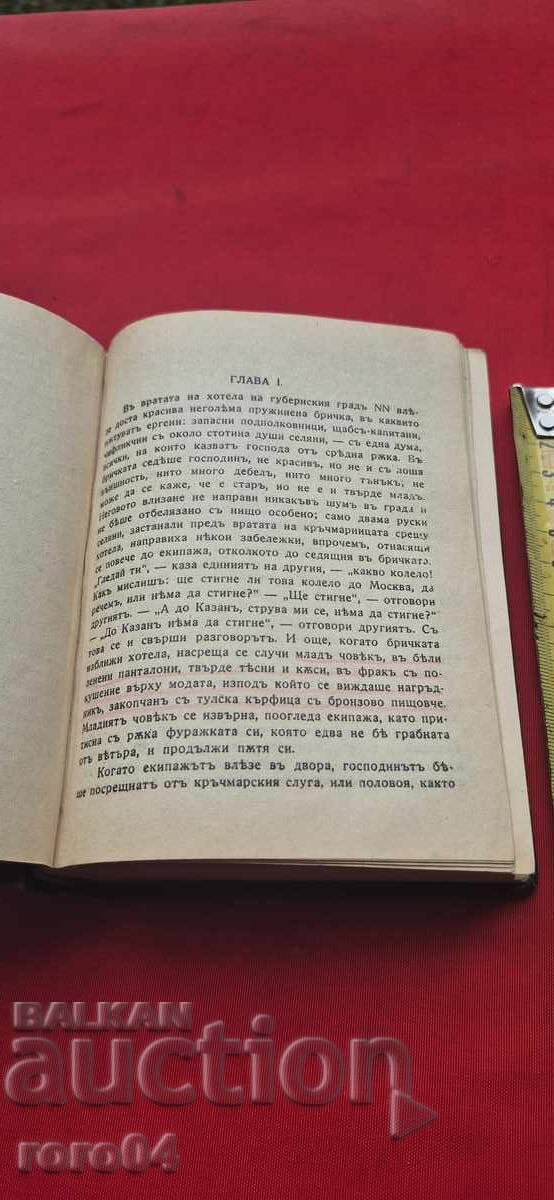 ГЛАВА I.
Въ вратата на хотела на губернския градъ NN влѣ-
зе доста красива неголѣма пружинена бричка, въ каквито
пѫтуватъ ергени: запасни подполковници, щабсъ-капитани,
чифликчии съ около стотина души селяни, — съ една дума,
всички, на които казватъ господа отъ срѣдна рѫка. Въ
бричката седѣше господинъ, не красивъ, но не и съ лоша
външность, нито много дебелъ, нито много тънъкъ; не
може да се каже, че е старъ, но не е и твърде младъ.
Неговото влизане не направи никакъвъ шумъ въ града и
не бѣше отбелязано съ нищо особено; само двама руски
селяни, застанали предъ вратата на кръчмарницата срещу
хотела, направиха нѣкои забележки, впрочемъ, отнасящи
се повече до екипажа, отколкото до седящия въ бричката.
„Гледай ти“, — каза единиятъ на другия, — „какво колело!
Какъ мислишъ: ще стигне ли това колело до Москва, да
речемъ, или нѣма да стигне?“ — „Ще стигне“, — отговори
другиятъ. — „А до Казанъ, струва ми се, нѣма да стигне?“
— „До Казанъ нѣма да стигне“, — отговори другиятъ. Съ
това се и свърши разговорътъ. И още, когато бричката
наближи хотела, насреща се случи младъ човѣкъ, въ бѣли
ленени панталони, твърде тѣсни и кѫси, въ фракъ съ по-
кушение върху модата, изподъ който се виждаше нагръд-
никъ, закопчанъ съ тулска кърфица съ бронзово пищовче.
Младиятъ човѣкъ се извърна, погледа екипажа, като при-
тисна съ рѫка фуражката си, която едва не бѣ грабната
отъ вѣтъра, и продължи пѫтя си.
Когато екипажътъ влѣзе въ двора, господинътъ бѣ-
ше посрещнатъ отъ кръчмарския слуга, или половоя, както
BALKAN
auction
roro04